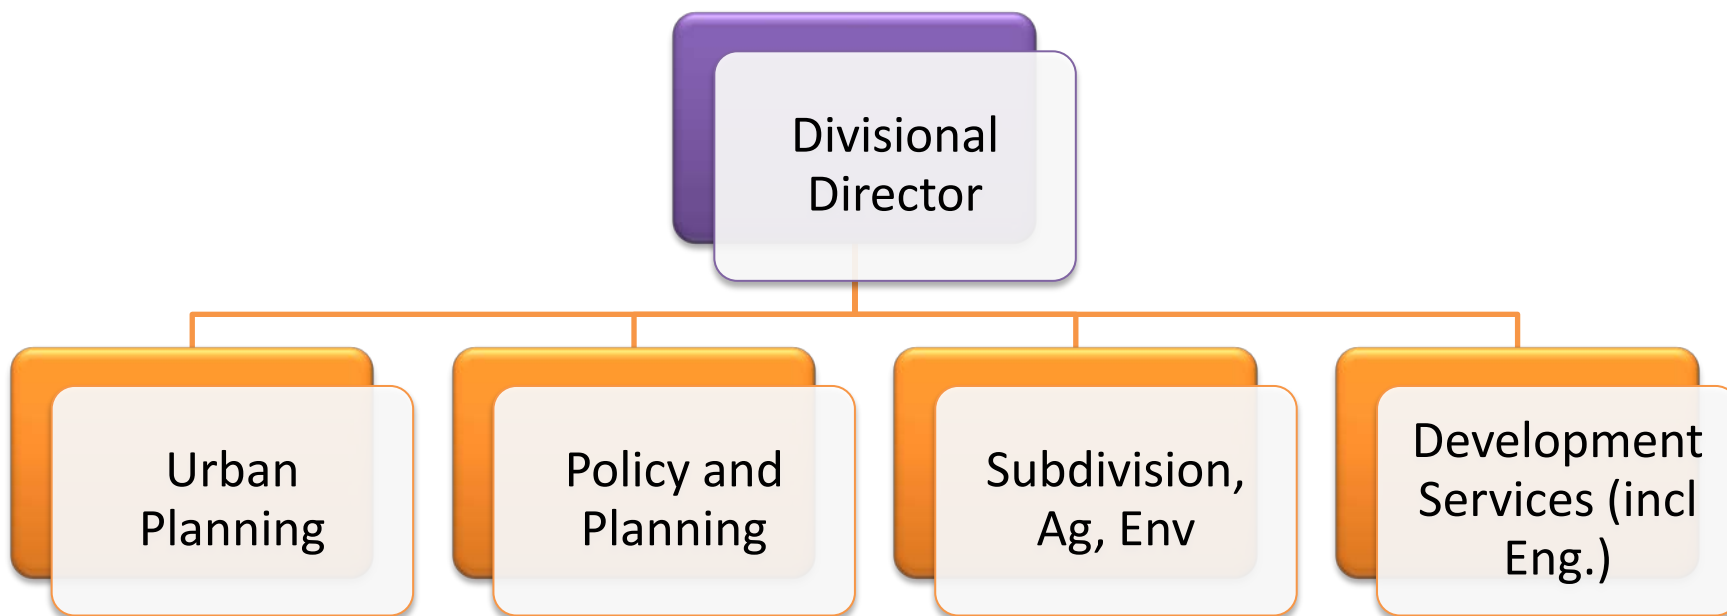 Divisional
Director
Urban
Planning
Policy and
Planning
Subdivision,
Ag, Env
Development
Services (incl
Eng.)